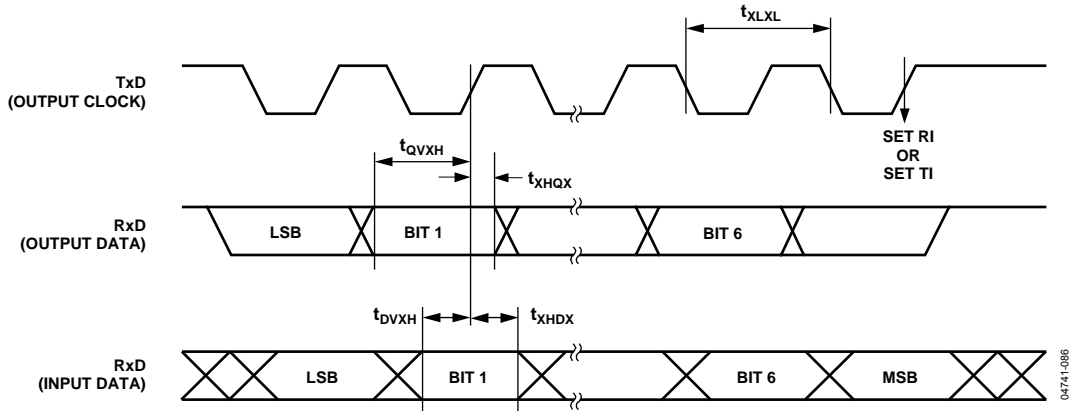 tXLXL
TxD
(OUTPUT CLOCK)
SET RI
OR
SET TI
tQVXH
tXHQX
RxD
(OUTPUT DATA)
LSB
BIT 1
BIT 6
tDVXH
tXHDX
RxD
(INPUT DATA)
LSB
BIT 1
BIT 6
MSB
04741-086